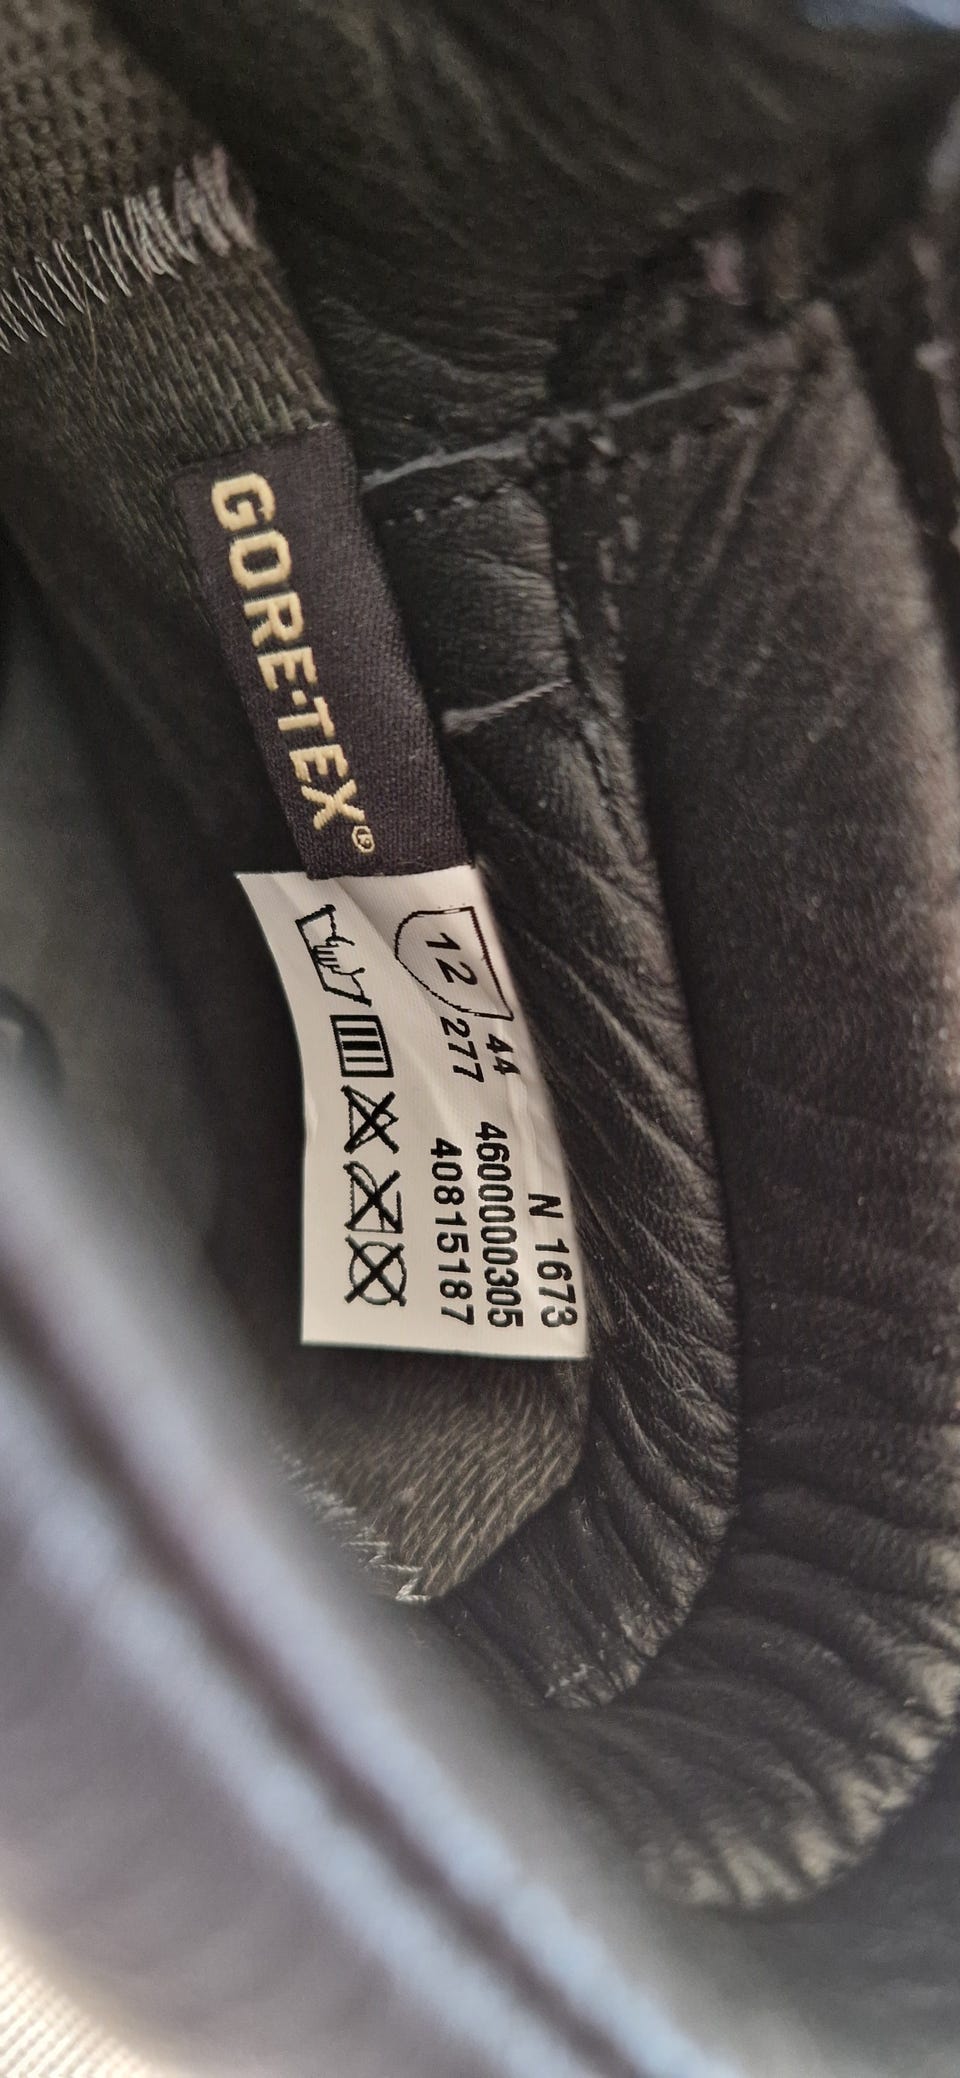 GORE-TEX®
N 1673
44 4600000305
12 277 40815187